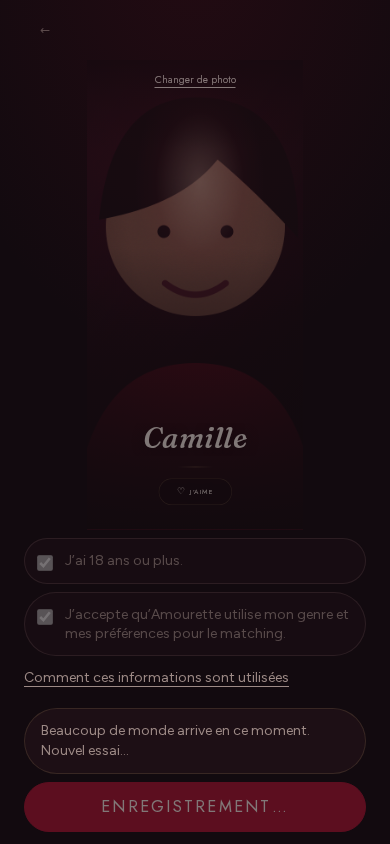 ←
Changer de photo
Camille
♡ J'AIME
J'ai 18 ans ou plus.
J'accepte qu'Amourette utilise mon genre et
mes préférences pour le matching.
Comment ces informations sont utilisées
Beaucoup de monde arrive en ce moment.
Nouvel essai…
ENREGISTREMENT…